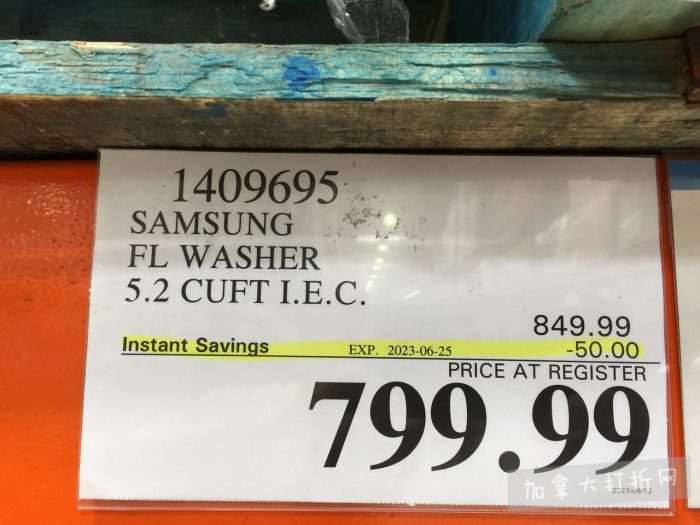 1409695
SAMSUNG
FL WASHER
5.2 CUFT I.E.C.
849.99
Instant Savings EXP. 2023-06-25 -50.00
PRICE AT REGISTER
799.99
2023/06/12
加拿大打折网